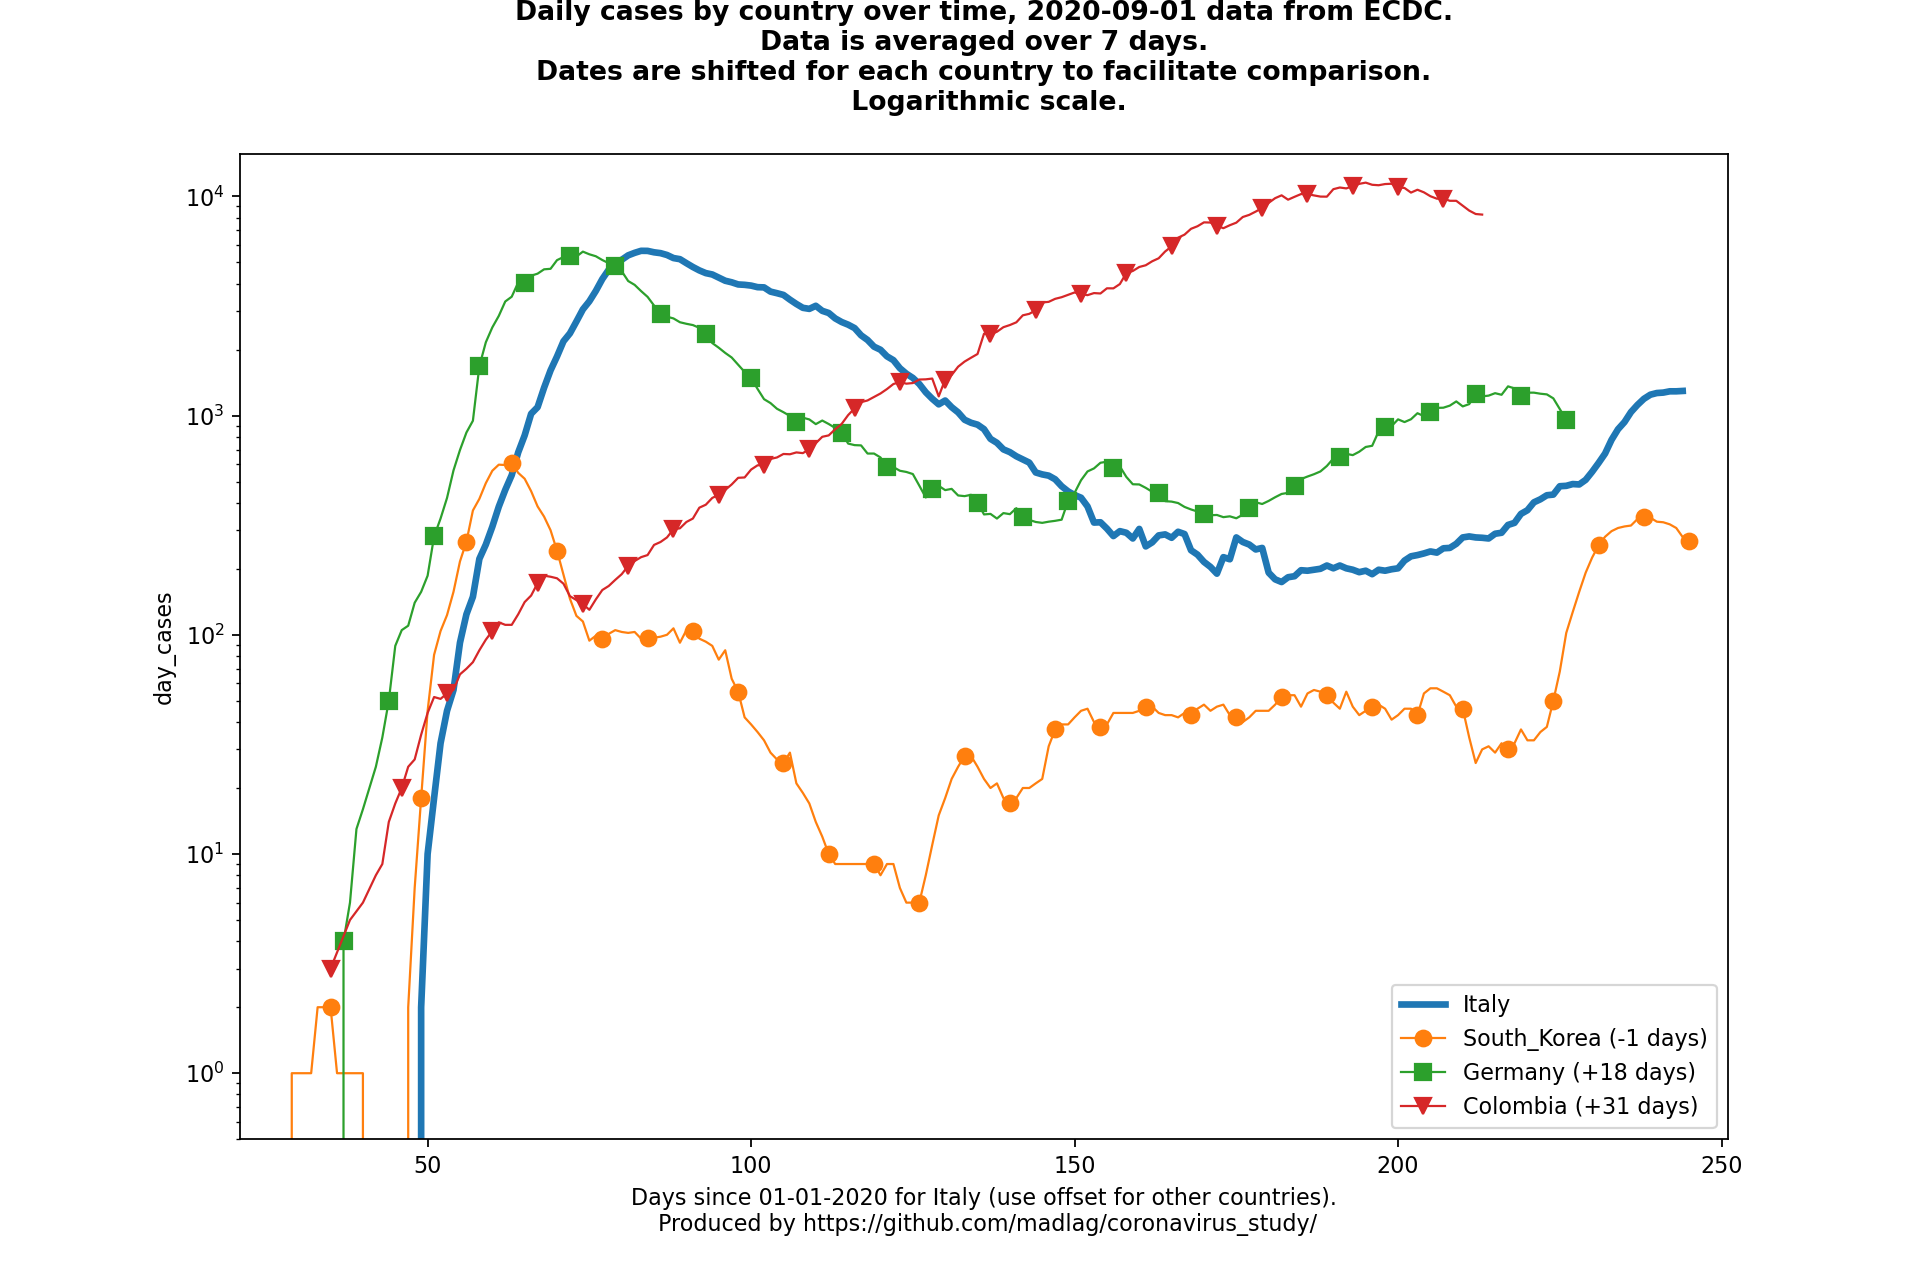 Daily cases by country over time, 2020-09-01 data from ECDC.
Data is averaged over 7 days.
Dates are shifted for each country to facilitate comparison.
Logarithmic scale.
10^4
10^3
10^2
10^1
10^0
day_cases
50
100
150
200
250
Italy
South_Korea (-1 days)
Germany (+18 days)
Colombia (+31 days)
Days since 01-01-2020 for Italy (use offset for other countries).
Produced by https://github.com/madlag/coronavirus_study/